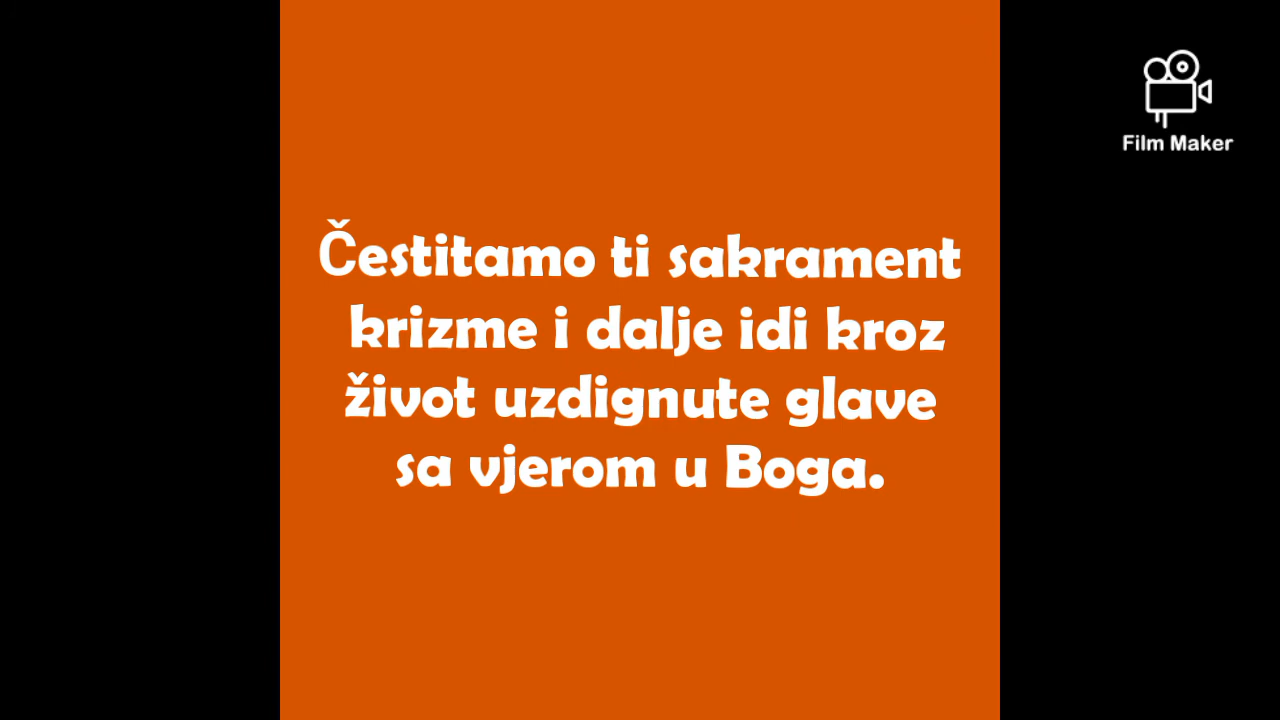 Film Maker
Čestitamo ti sakrament
krizme i dalje idi kroz
život uzdignute glave
sa vjerom u Boga.